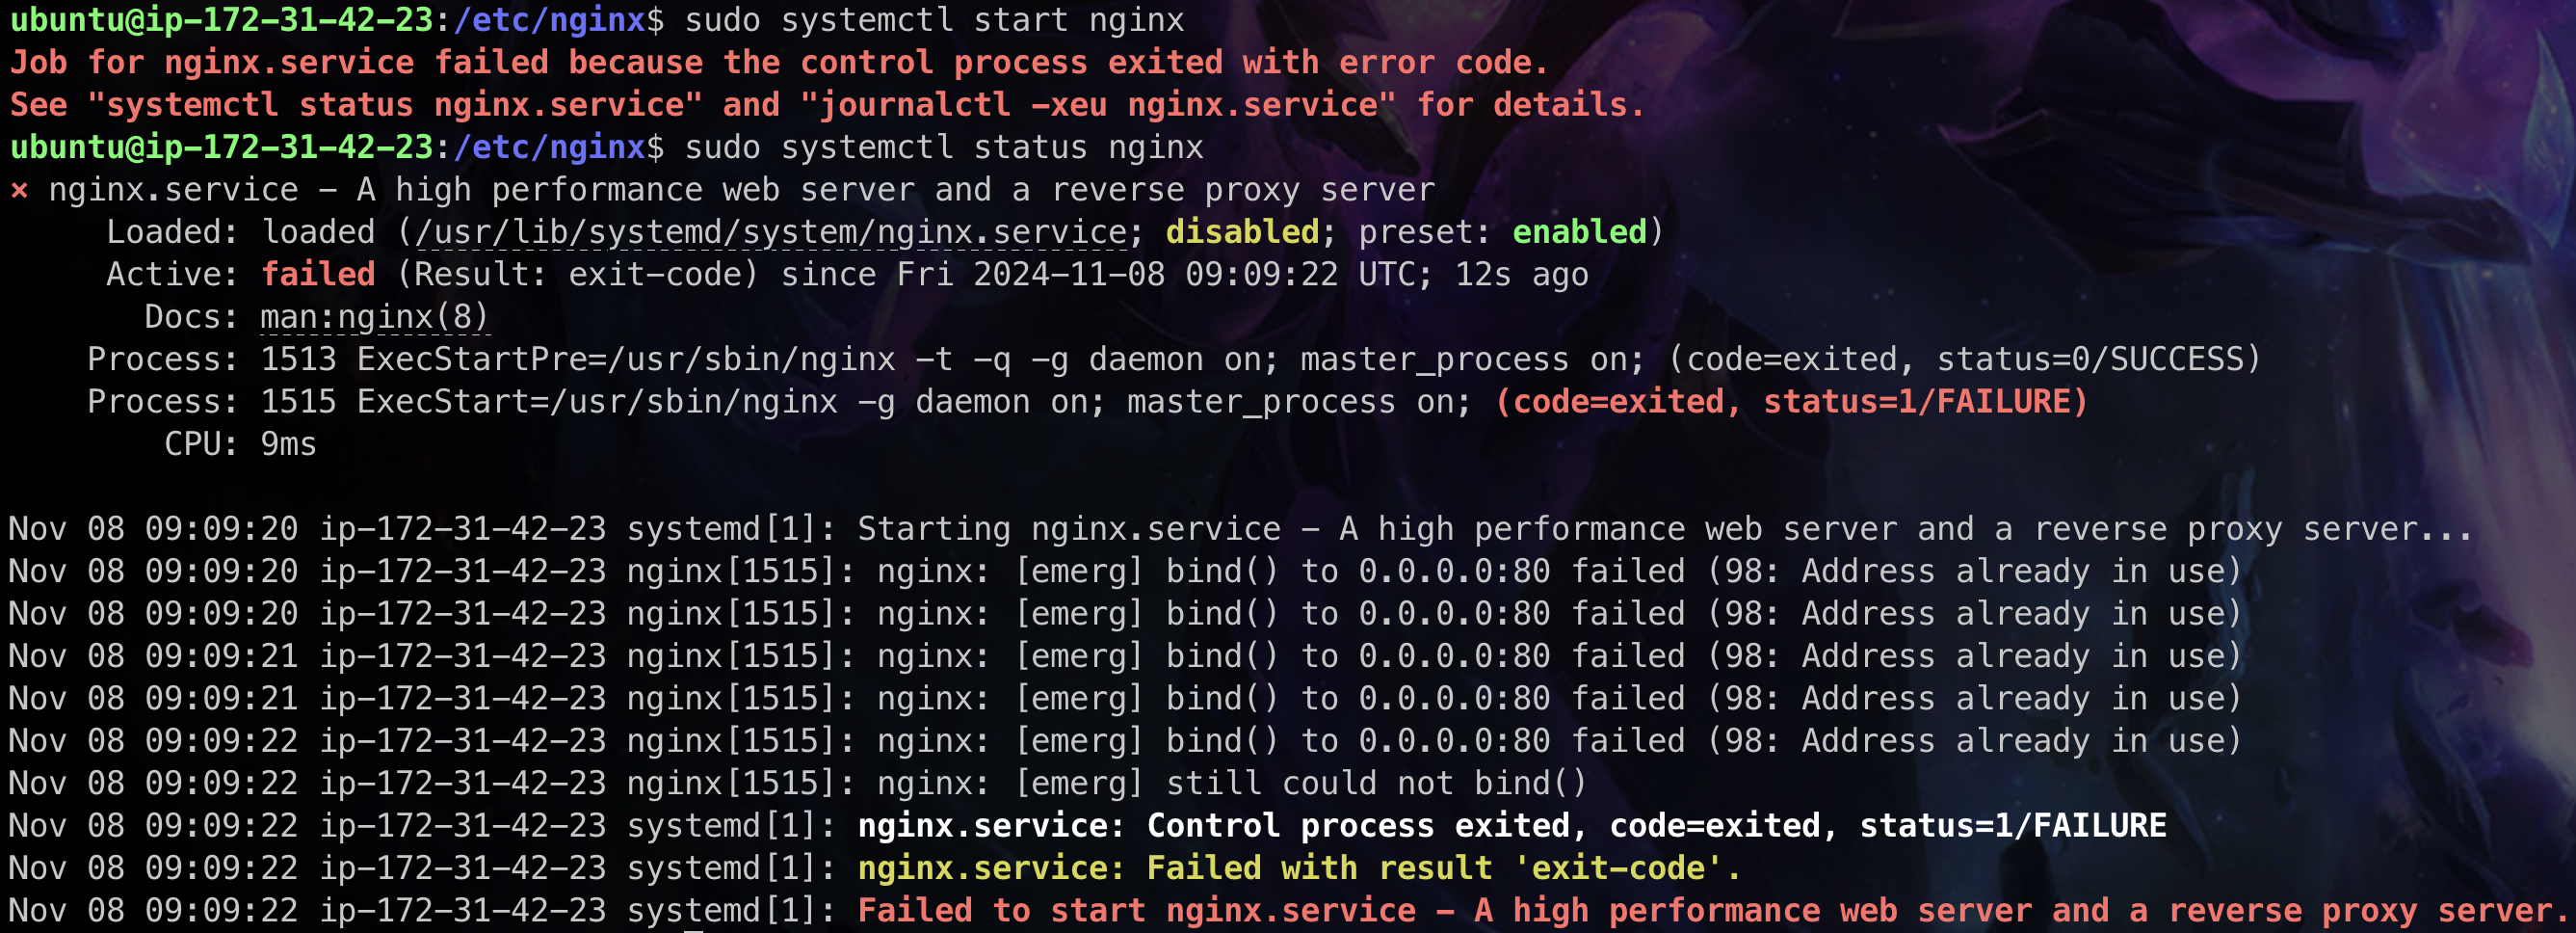 ubuntu@ip-172-31-42-23:/etc/nginx$ sudo systemctl start nginx
Job for nginx.service failed because the control process exited with error code.
See "systemctl status nginx.service" and "journalctl -xeu nginx.service" for details.
ubuntu@ip-172-31-42-23:/etc/nginx$ sudo systemctl status nginx
× nginx.service - A high performance web server and a reverse proxy server
     Loaded: loaded (/usr/lib/systemd/system/nginx.service; disabled; preset: enabled)
     Active: failed (Result: exit-code) since Fri 2024-11-08 09:09:22 UTC; 12s ago
       Docs: man:nginx(8)
    Process: 1513 ExecStartPre=/usr/sbin/nginx -t -q -g daemon on; master_process on; (code=exited, status=0/SUCCESS)
    Process: 1515 ExecStart=/usr/sbin/nginx -g daemon on; master_process on; (code=exited, status=1/FAILURE)
        CPU: 9ms

Nov 08 09:09:20 ip-172-31-42-23 systemd[1]: Starting nginx.service - A high performance web server and a reverse proxy server...
Nov 08 09:09:20 ip-172-31-42-23 nginx[1515]: nginx: [emerg] bind() to 0.0.0.0:80 failed (98: Address already in use)
Nov 08 09:09:20 ip-172-31-42-23 nginx[1515]: nginx: [emerg] bind() to 0.0.0.0:80 failed (98: Address already in use)
Nov 08 09:09:21 ip-172-31-42-23 nginx[1515]: nginx: [emerg] bind() to 0.0.0.0:80 failed (98: Address already in use)
Nov 08 09:09:21 ip-172-31-42-23 nginx[1515]: nginx: [emerg] bind() to 0.0.0.0:80 failed (98: Address already in use)
Nov 08 09:09:22 ip-172-31-42-23 nginx[1515]: nginx: [emerg] bind() to 0.0.0.0:80 failed (98: Address already in use)
Nov 08 09:09:22 ip-172-31-42-23 nginx[1515]: nginx: [emerg] still could not bind()
Nov 08 09:09:22 ip-172-31-42-23 systemd[1]: nginx.service: Control process exited, code=exited, status=1/FAILURE
Nov 08 09:09:22 ip-172-31-42-23 systemd[1]: nginx.service: Failed with result 'exit-code'.
Nov 08 09:09:22 ip-172-31-42-23 systemd[1]: Failed to start nginx.service - A high performance web server and a reverse proxy server.